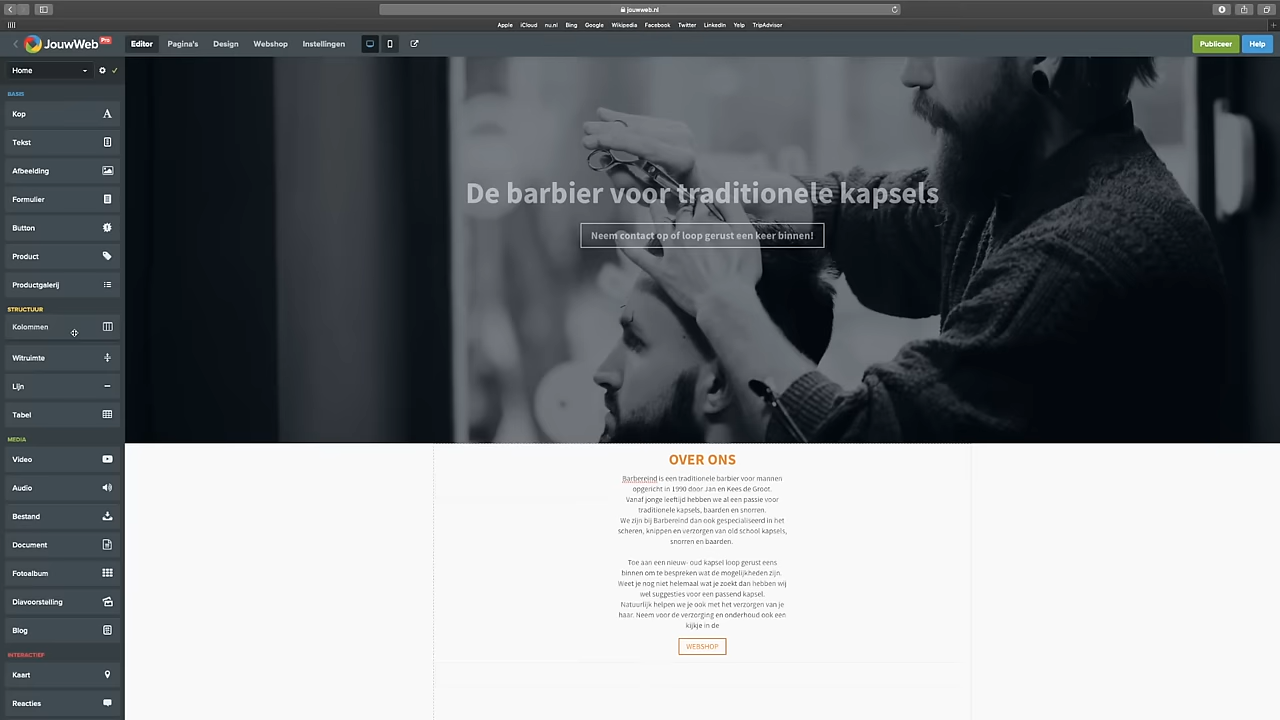 jouwweb.nl
Apple iCloud nu.nl Bing Google Wikipedia Facebook Twitter LinkedIn Yelp TripAdvisor
JouwWeb Pro
Editor Pagina's Design Webshop Instellingen
Publiceer Help
Home
BASIS
Kop
Tekst
Afbeelding
Formulier
Button
Product
Productgalerij
STRUCTUUR
Kolommen
Witruimte
Lijn
Tabel
MEDIA
Video
Audio
Bestand
Document
Fotoalbum
Diavoorstelling
Blog
INTERACTIEF
Kaart
Reacties
De barbier voor traditionele kapsels
Neem contact op of loop gerust een keer binnen!
OVER ONS
Barbereind is een traditionele barbier voor mannen
opgericht in 1990 door Jan en Kees de Groot.
Vanaf jonge leeftijd hebben we al een passie voor
traditionele kapsels, baarden en snorren.
We zijn bij Barbereind dan ook gespecialiseerd in het
scheren, knippen en verzorgen van old school kapsels,
snorren en baarden.
Toe aan een nieuw- oud kapsel loop gerust eens
binnen om te bespreken wat de mogelijkheden zijn.
Weet je nog niet helemaal wat je zoekt dan hebben wij
wel suggesties voor een passend kapsel.
Natuurlijk helpen we je ook met het verzorgen van je
haar. Neem voor de verzorging en onderhoud ook een
kijkje in de
WEBSHOP